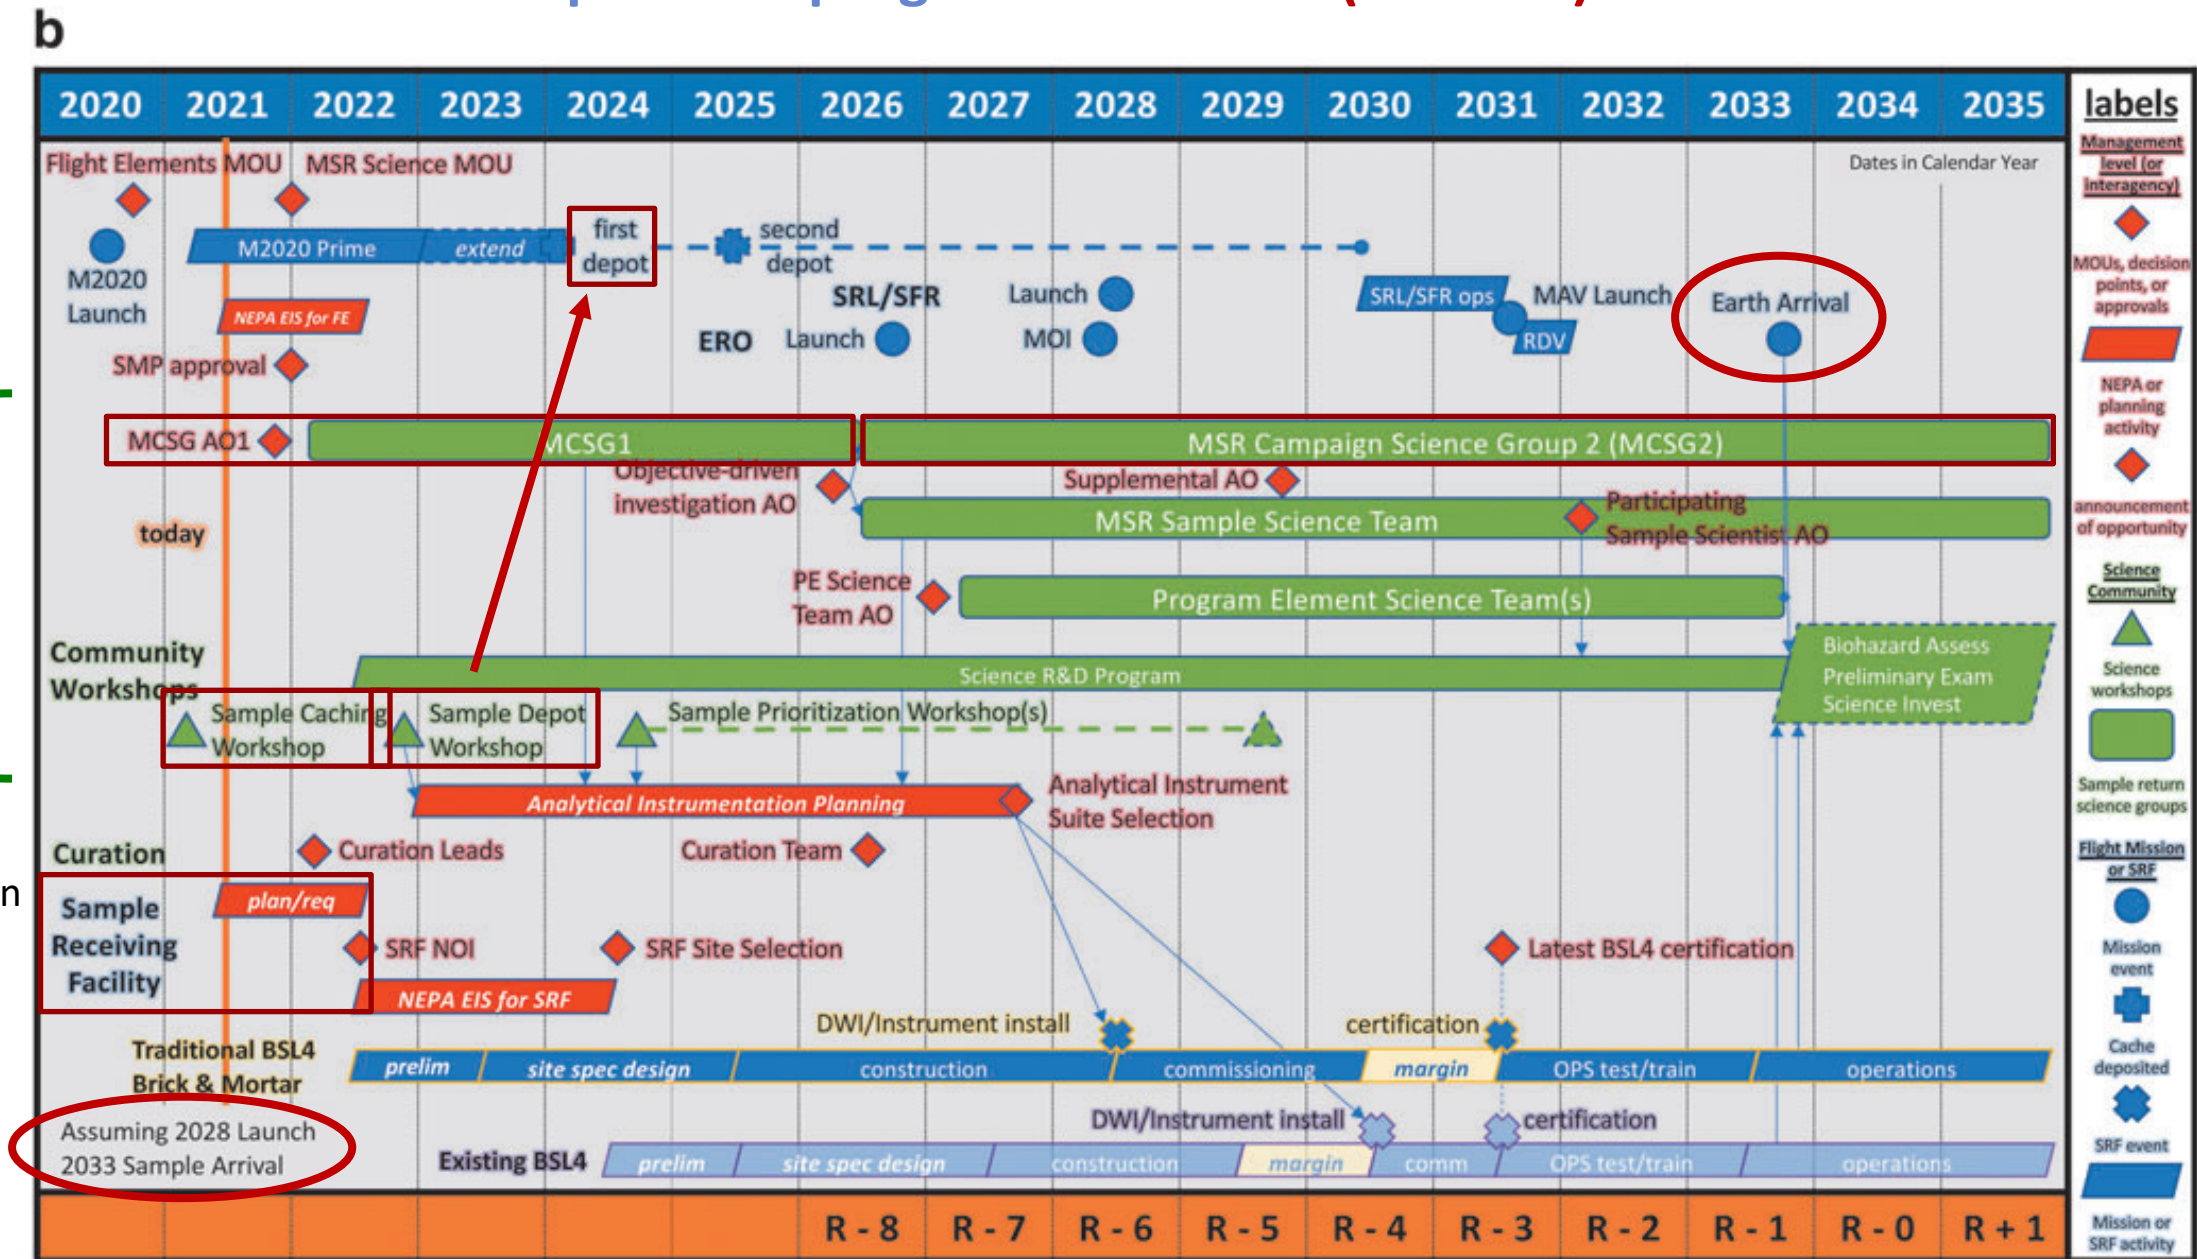 b
2020 2021 2022 2023 2024 2025 2026 2027 2028 2029 2030 2031 2032 2033 2034 2035
Flight Elements MOU
MSR Science MOU
Dates in Calendar Year
M2020 Prime
extend
first
depot
second
depot
M2020
Launch
NEPA EIS for FE
SRL/SFR
Launch
SRL/SFR ops
MAV Launch
Earth Arrival
ERO
Launch
MOI
RDV
SMP approval
MCSG AO1
MCSG1
MSR Campaign Science Group 2 (MCSG2)
Objective-driven
investigation AO
Supplemental AO
MSR Sample Science Team
Participating
Sample Scientist AO
today
PE Science
Team AO
Program Element Science Team(s)
Community
Workshops
Science R&D Program
Biohazard Assess
Preliminary Exam
Science Invest
Sample Caching
Workshop
Sample Depot
Workshop
Sample Prioritization Workshop(s)
Analytical Instrumentation Planning
Analytical Instrument
Suite Selection
Curation
Curation Leads
Curation Team
n
Sample
Receiving
Facility
plan/req
SRF NOI
SRF Site Selection
Latest BSL4 certification
NEPA EIS for SRF
DWI/Instrument install
certification
Traditional BSL4
Brick & Mortar
prelim
site spec design
construction
commissioning
margin
OPS test/train
operations
Assuming 2028 Launch
2033 Sample Arrival
DWI/Instrument install
certification
Existing BSL4
prelim
site spec design
construction
margin
comm
OPS test/train
operations
R - 8 R - 7 R - 6 R - 5 R - 4 R - 3 R - 2 R - 1 R - 0 R + 1
labels
Management
level (or
interagency)
MOUs, decision
points, or
approvals
NEPA or
planning
activity
announcement
of opportunity
Science
Community
Science
workshops
Sample return
science groups
Flight Mission
or SRF
Mission
event
Cache
deposited
SRF event
Mission or
SRF activity